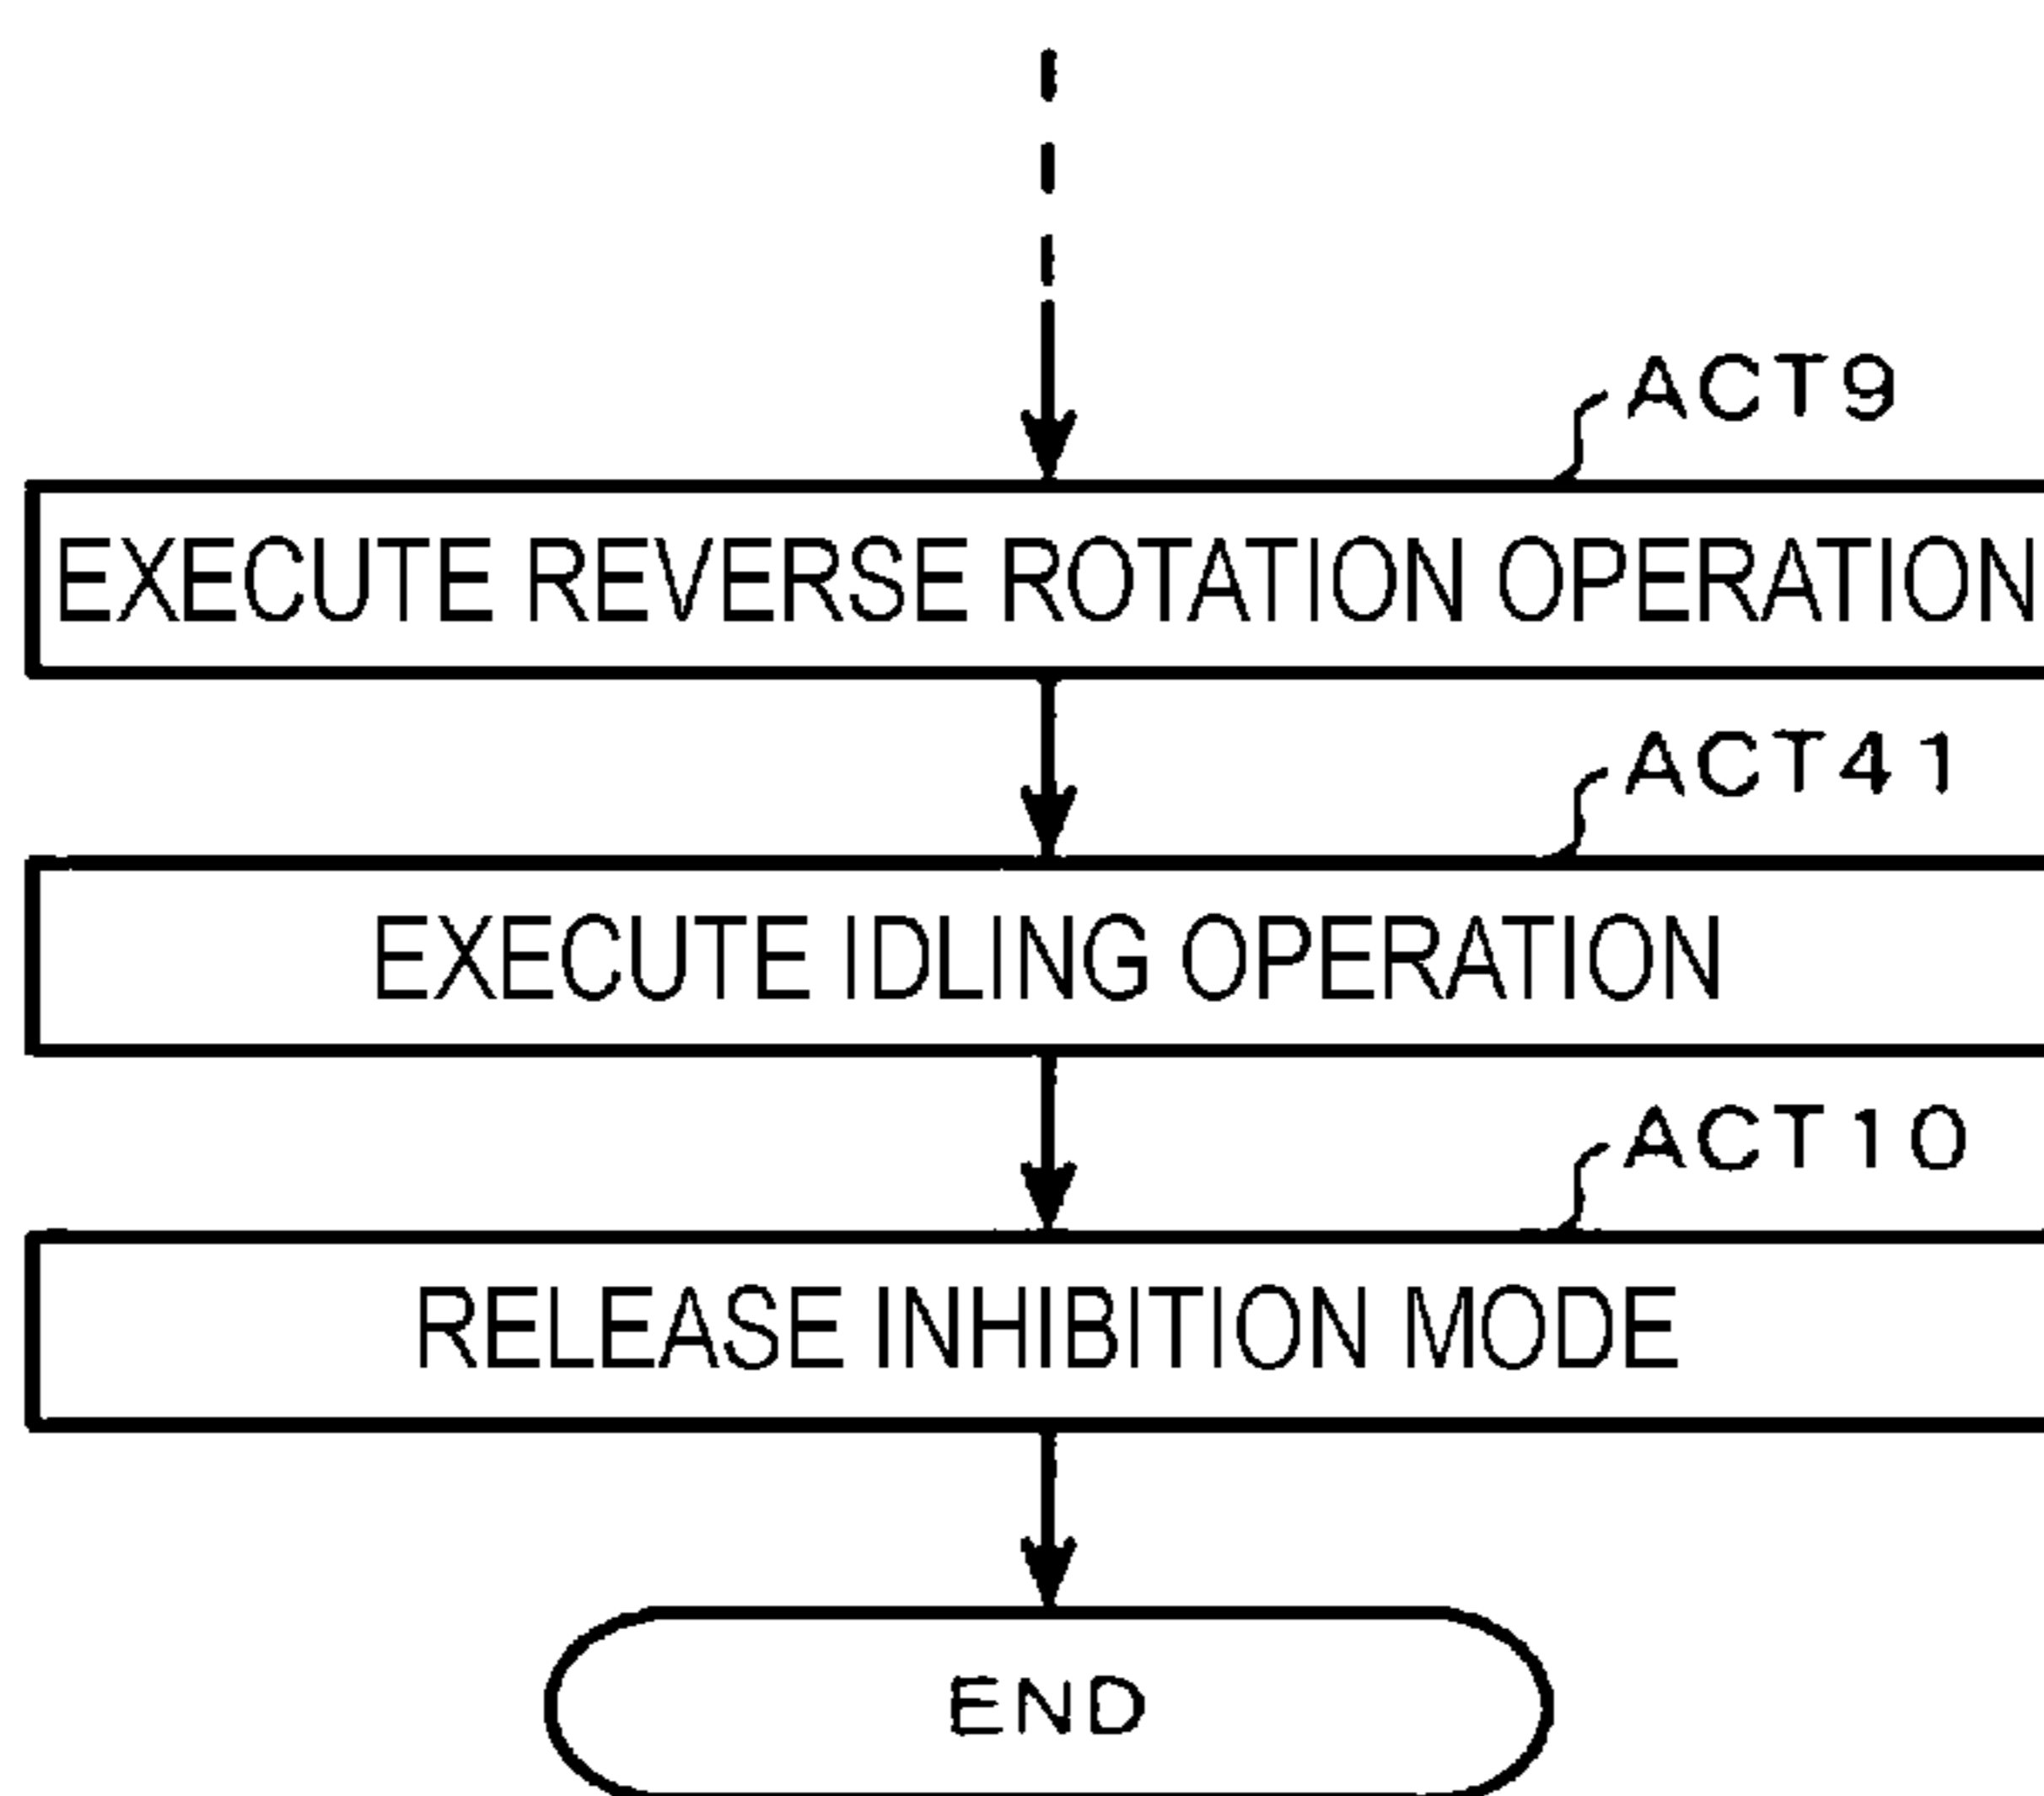 ACT9
EXECUTE REVERSE ROTATION OPERATION
ACT41
EXECUTE IDLING OPERATION
ACT10
RELEASE INHIBITION MODE
END